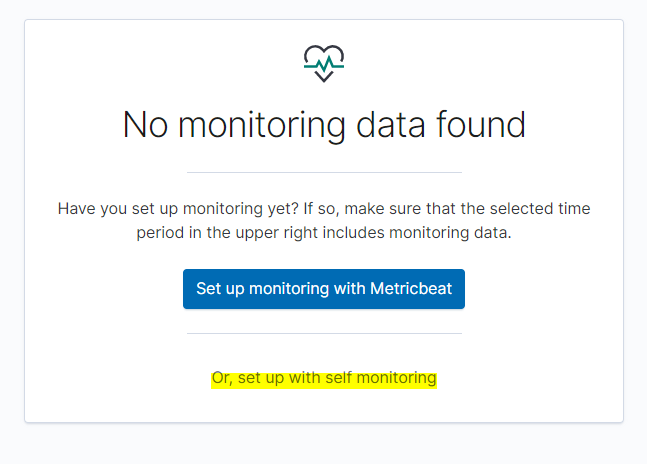 No monitoring data found
Have you set up monitoring yet? If so, make sure that the selected time
period in the upper right includes monitoring data.
Set up monitoring with Metricbeat
Or, set up with self monitoring